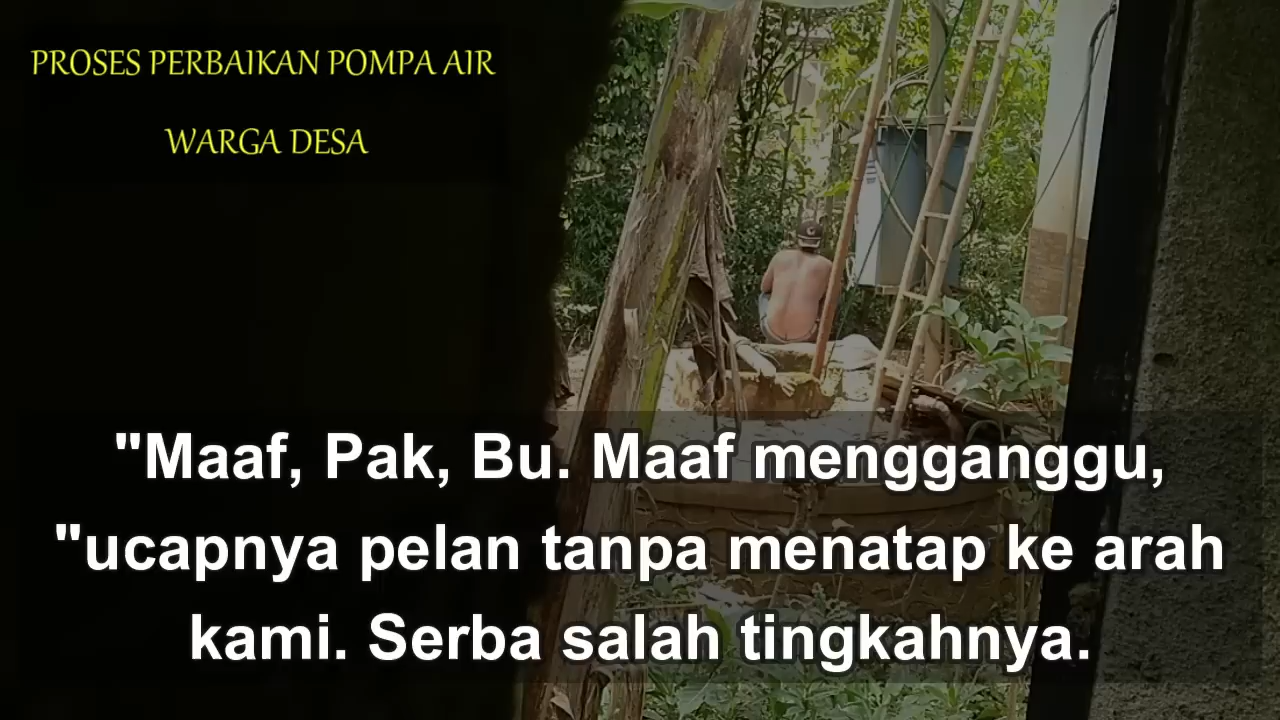 PROSES PERBAIKAN POMPA AIR
WARGA DESA
"Maaf, Pak, Bu. Maaf mengganggu,
"ucapnya pelan tanpa menatap ke arah
kami. Serba salah tingkahnya.